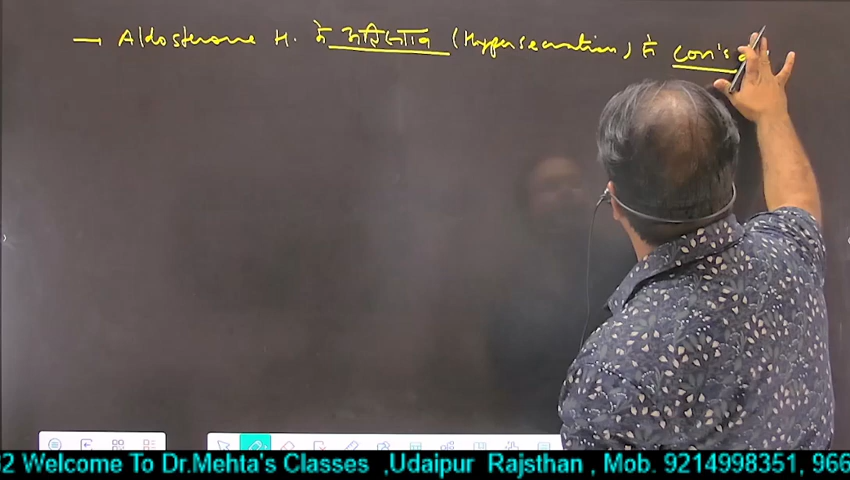 → Aldosterone H. के अतिस्राव (Hypersecretion) से con's
2 Welcome To Dr.Mehta's Classes ,Udaipur Rajsthan , Mob. 9214998351, 966